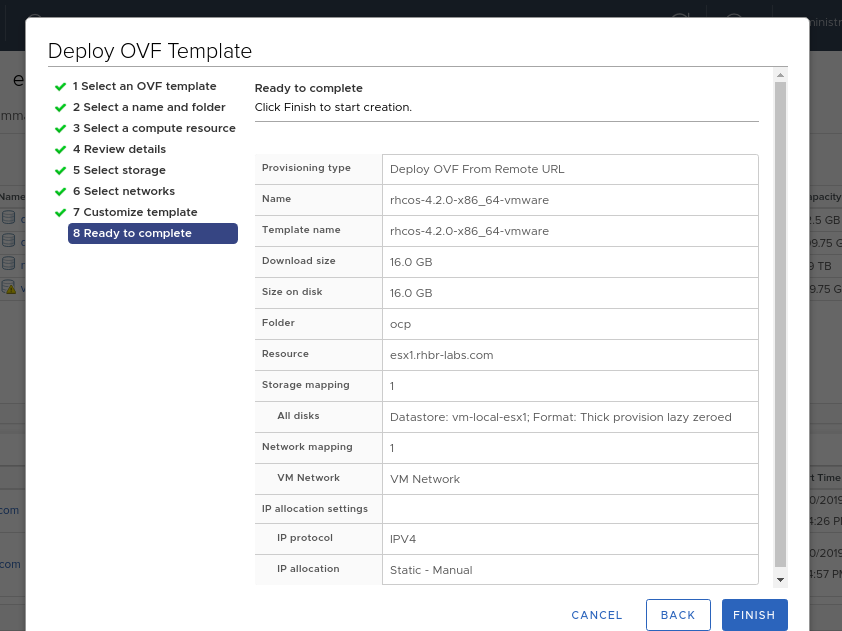 Deploy OVF Template
1 Select an OVF template
2 Select a name and folder
3 Select a compute resource
4 Review details
5 Select storage
6 Select networks
7 Customize template
8 Ready to complete
Ready to complete
Click Finish to start creation.
Provisioning type Deploy OVF From Remote URL
Name rhcos-4.2.0-x86_64-vmware
Template name rhcos-4.2.0-x86_64-vmware
Download size 16.0 GB
Size on disk 16.0 GB
Folder ocp
Resource esx1.rhbr-labs.com
Storage mapping 1
All disks Datastore: vm-local-esx1; Format: Thick provision lazy zeroed
Network mapping 1
VM Network VM Network
IP allocation settings
IP protocol IPV4
IP allocation Static - Manual
CANCEL BACK FINISH
Name
com
com